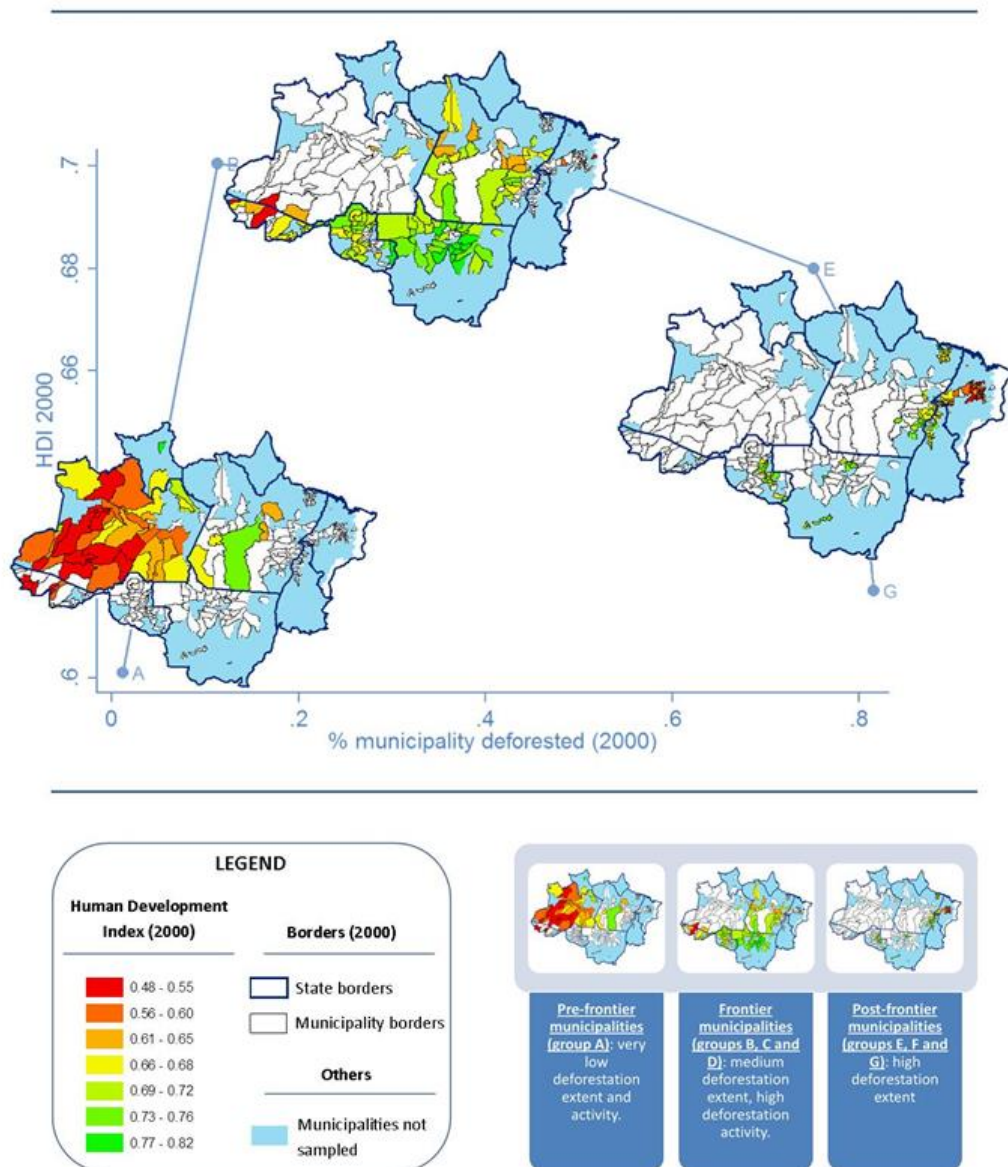 .7
.68
.66
.6
HDI 2000
B
E
A
G
0
.2
.4
.6
.8
% municipality deforested (2000)
LEGEND
Human Development
Index (2000)
0.48 - 0.55
0.56 - 0.60
0.61 - 0.65
0.66 - 0.68
0.69 - 0.72
0.73 - 0.76
0.77 - 0.82
Borders (2000)
State borders
Municipality borders
Others
Municipalities not
sampled
Pre-frontier
municipalities
(group A): very
low
deforestation
extent and
activity.
Frontier
municipalities
(groups B, C and
D): medium
deforestation
extent, high
deforestation
activity.
Post-frontier
municipalities
(groups E, F and
G): high
deforestation
extent